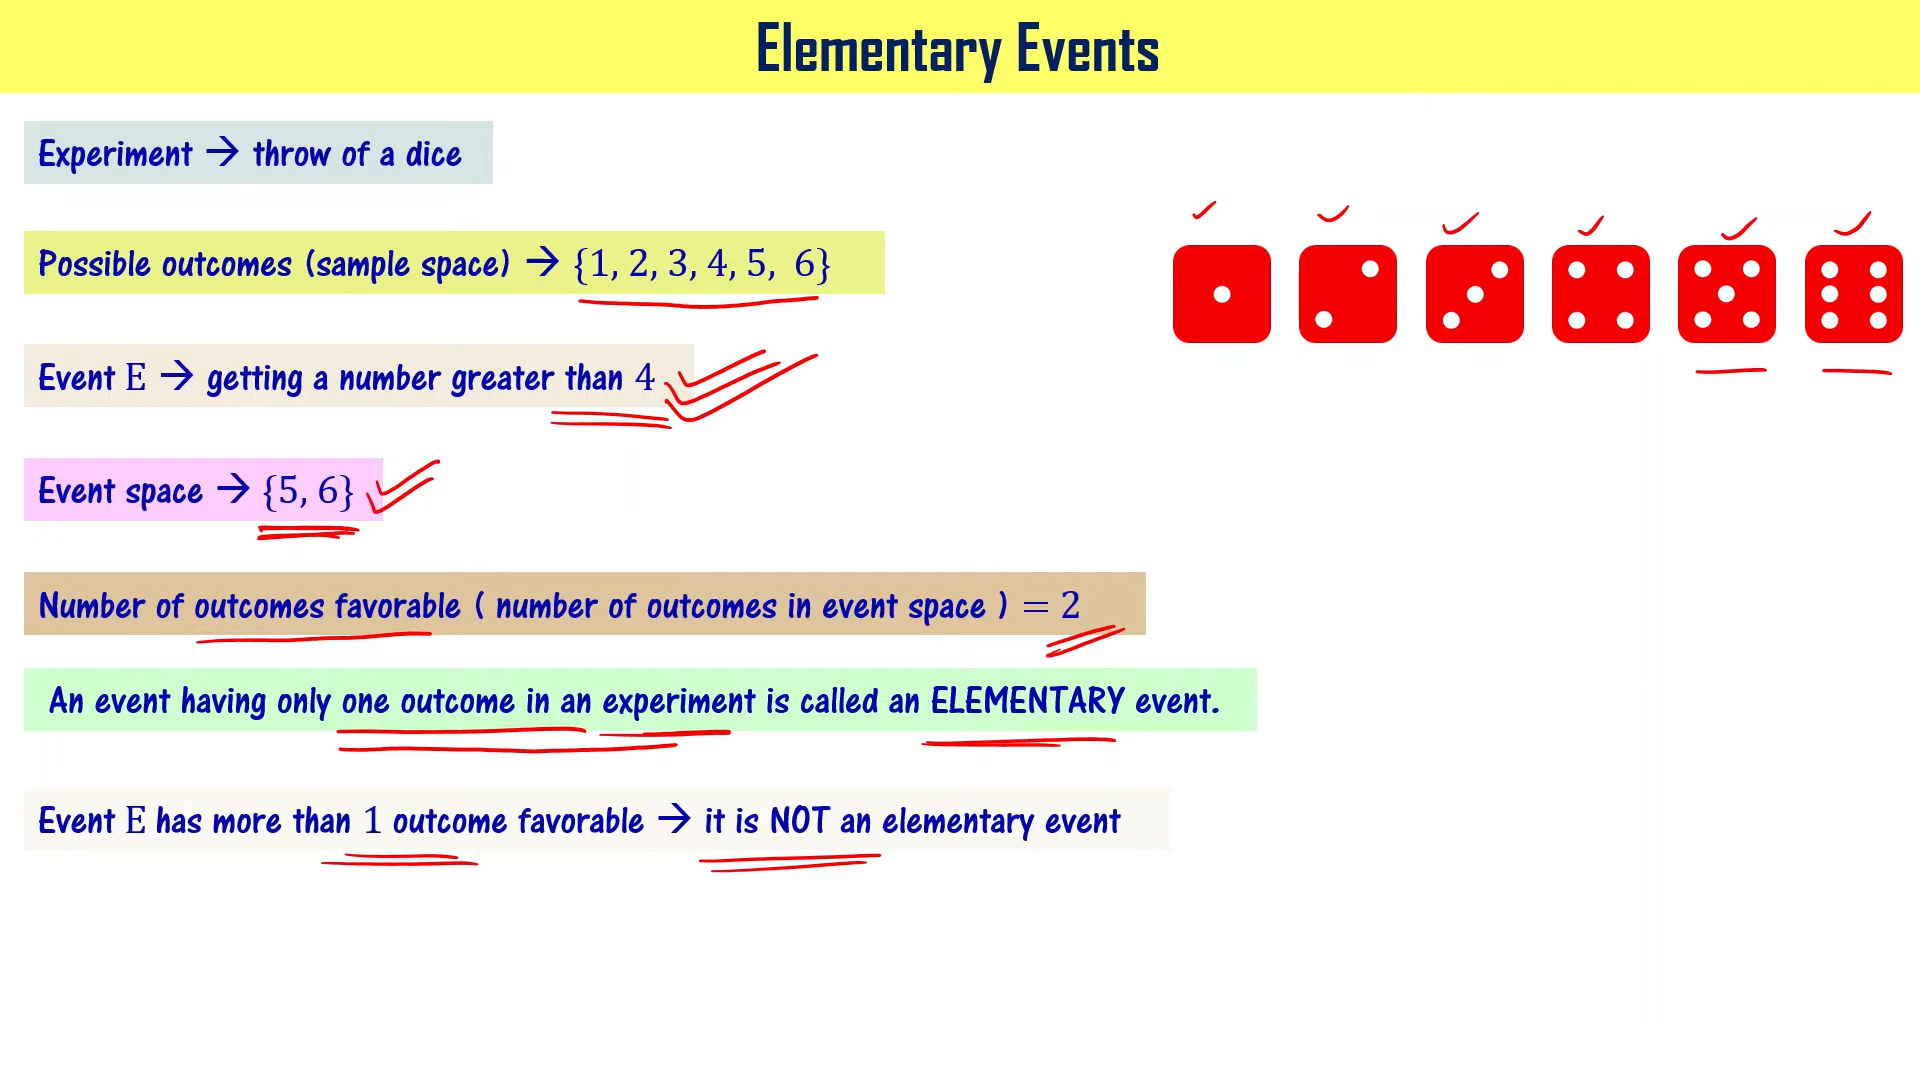 Elementary Events
Experiment → throw of a dice
Possible outcomes (sample space) → {1, 2, 3, 4, 5, 6}
Event E → getting a number greater than 4
Event space → {5, 6}
Number of outcomes favorable ( number of outcomes in event space ) = 2
An event having only one outcome in an experiment is called an ELEMENTARY event.
Event E has more than 1 outcome favorable → it is NOT an elementary event